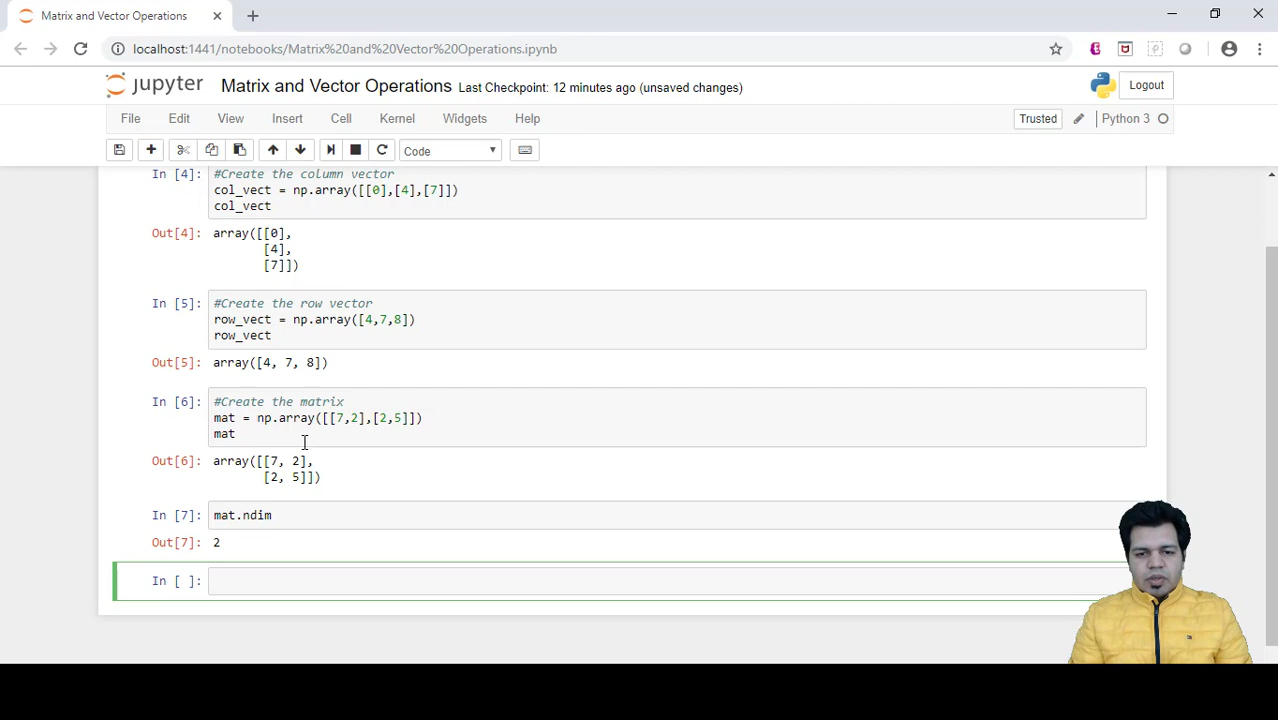 Matrix and Vector Operations
localhost:1441/notebooks/Matrix%20and%20Vector%20Operations.ipynb
jupyter Matrix and Vector Operations Last Checkpoint: 12 minutes ago (unsaved changes) Logout
File Edit View Insert Cell Kernel Widgets Help Trusted Python 3
Code
In [4]: #Create the column vector
col_vect = np.array([[0],[4],[7]])
col_vect
Out[4]: array([[0],
[4],
[7]])
In [5]: #Create the row vector
row_vect = np.array([4,7,8])
row_vect
Out[5]: array([4, 7, 8])
In [6]: #Create the matrix
mat = np.array([[7,2],[2,5]])
mat
Out[6]: array([[7, 2],
[2, 5]])
In [7]: mat.ndim
Out[7]: 2
In [ ]: